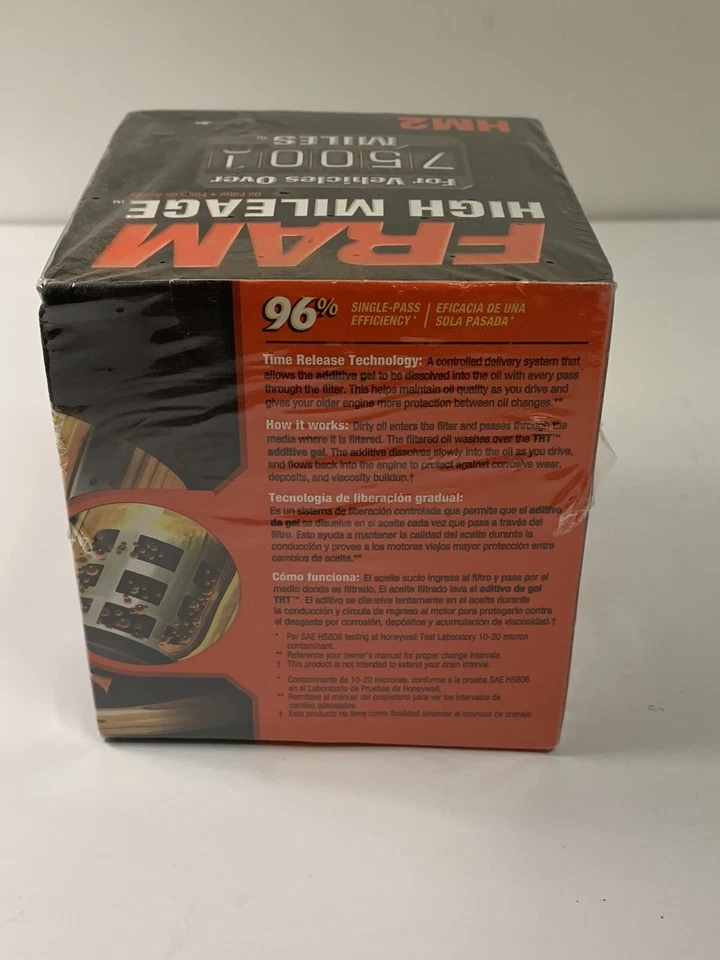 FRAM
HIGH MILEAGE™
Oil Filter • Filtro de Aceite
For Vehicles Over
75001
MILES™
HM2
96% SINGLE-PASS EFFICIENCY* | EFICACIA DE UNA SOLA PASADA*
Time Release Technology: A controlled delivery system that
allows the additive gel to be dissolved into the oil with every pass
through the filter. This helps maintain oil quality as you drive and
gives your older engine more protection between oil changes.**
How it works: Dirty oil enters the filter and passes through the
media where it is filtered. The filtered oil washes over the TRT™
additive gel. The additive dissolves slowly into the oil as you drive,
and flows back into the engine to protect against corrosive wear,
deposits, and viscosity buildup.†
Tecnología de liberación gradual:
Es un sistema de liberación controlada que permite que el aditivo
de gel se disuelva en el aceite cada vez que pasa a través del
filtro. Esto ayuda a mantener la calidad del aceite durante la
conducción y provee a los motores viejos mayor protección entre
cambios de aceite.**
Cómo funciona: El aceite sucio ingresa al filtro y pasa por el
medio donde es filtrado. El aceite filtrado lava el aditivo de gel
TRT™. El aditivo se disuelve lentamente en el aceite durante
la conducción y circula de regreso al motor para protegerlo contra
el desgaste por corrosión, depósitos y acumulación de viscosidad.†
* Per SAE HS806 testing at Honeywell Test Laboratory 10-20 micron
contaminant.
** Reference your owner's manual for proper change intervals.
† This product is not intended to extend your drain interval.
* Contaminante de 10-20 micrones, conforme a la prueba SAE HS806
en el Laboratorio de Pruebas de Honeywell.
** Remítase al manual del propietario para ver los intervalos de
cambio adecuados.
† Este producto no tiene como finalidad extender el intervalo de drenaje.